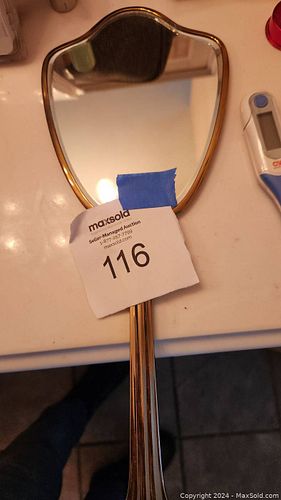 maxsold
Seller Managed Auction
maxsold.com
116
Copyright 2024 - MaxSold.com